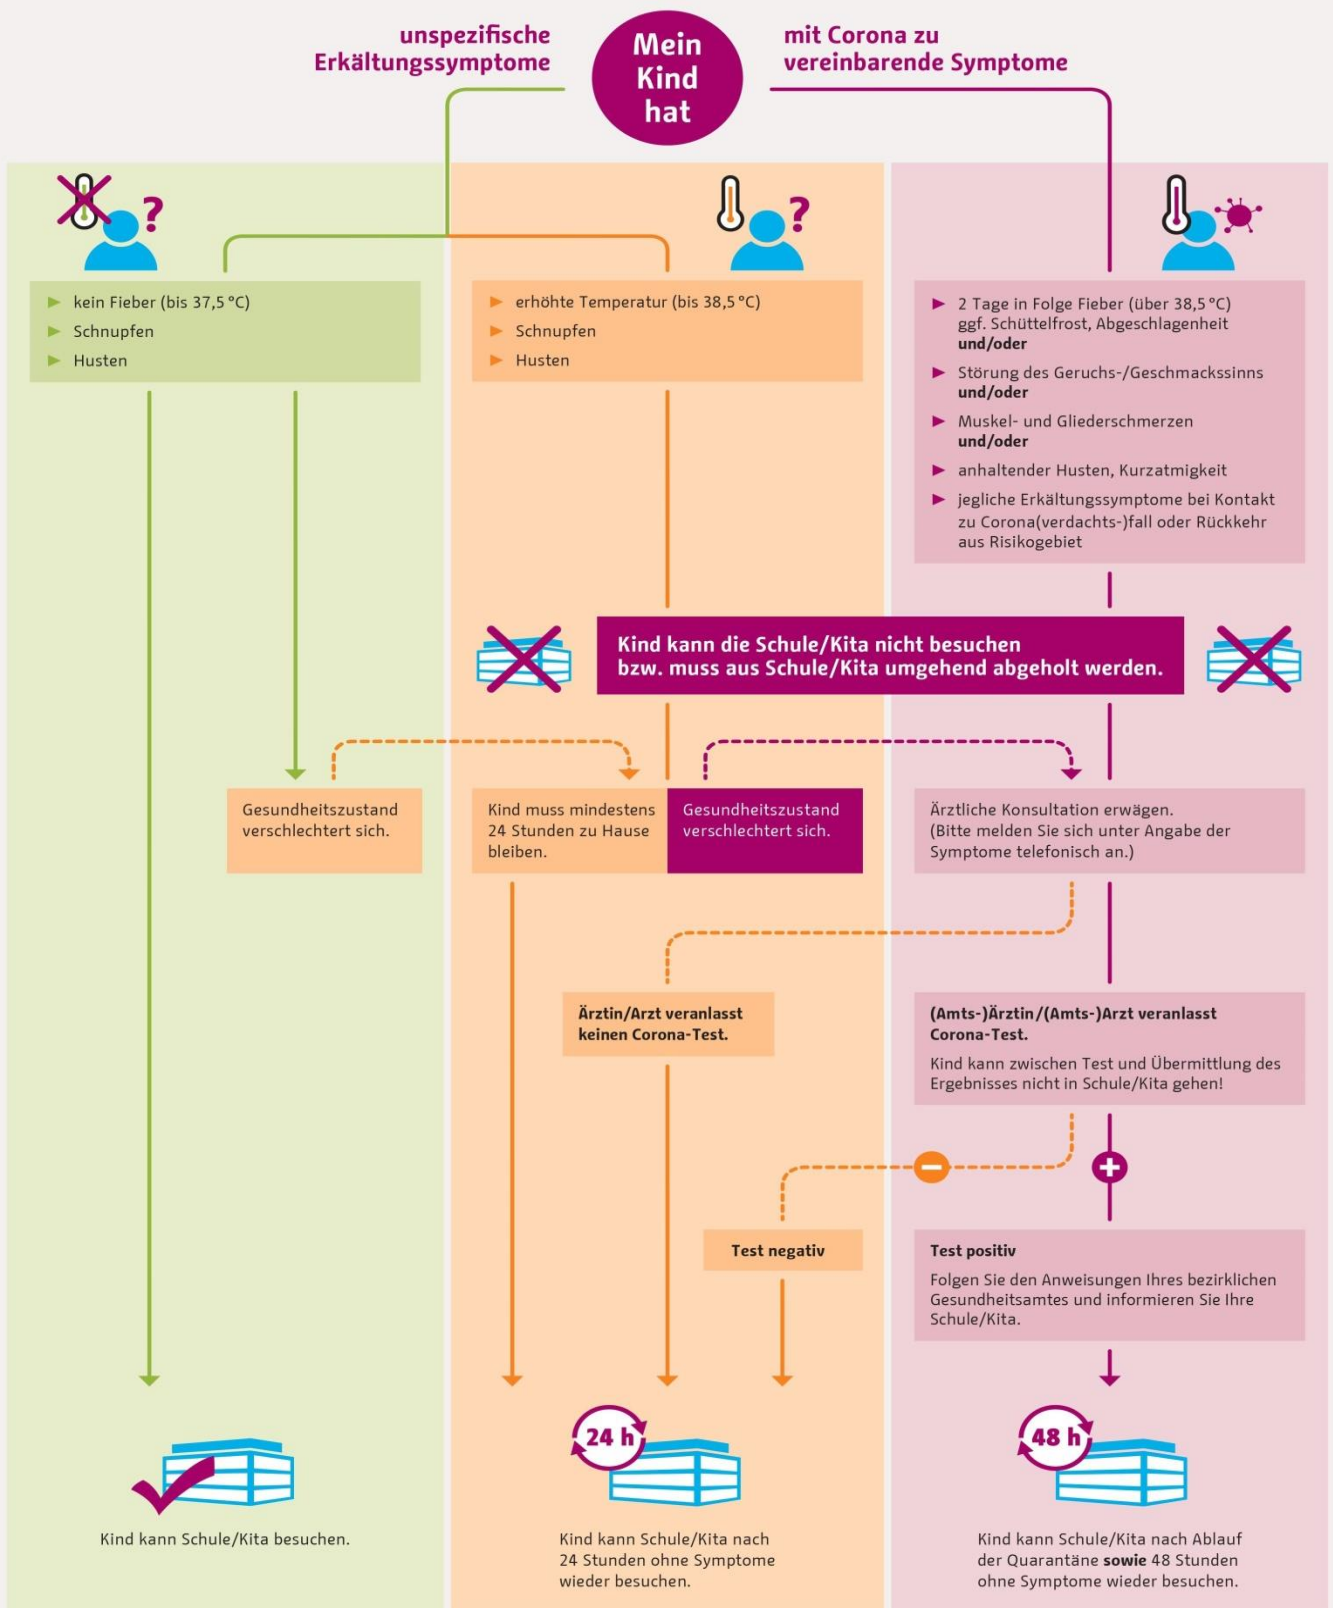 unspezifische
Erkältungssymptome
Mein
Kind
hat
mit Corona zu
vereinbarende Symptome
?
?
► kein Fieber (bis 37,5 °C)
► Schnupfen
► Husten
► erhöhte Temperatur (bis 38,5 °C)
► Schnupfen
► Husten
► 2 Tage in Folge Fieber (über 38,5 °C)
ggf. Schüttelfrost, Abgeschlagenheit
und/oder
► Störung des Geruchs-/Geschmackssinns
und/oder
► Muskel- und Gliederschmerzen
und/oder
► anhaltender Husten, Kurzatmigkeit
► jegliche Erkältungssymptome bei Kontakt
zu Corona(verdachts-)fall oder Rückkehr
aus Risikogebiet
Kind kann die Schule/Kita nicht besuchen
bzw. muss aus Schule/Kita umgehend abgeholt werden.
Gesundheitszustand
verschlechtert sich.
Kind muss mindestens
24 Stunden zu Hause
bleiben.
Gesundheitszustand
verschlechtert sich.
Ärztliche Konsultation erwägen.
(Bitte melden Sie sich unter Angabe der
Symptome telefonisch an.)
Ärztin/Arzt veranlasst
keinen Corona-Test.
(Amts-)Ärztin/(Amts-)Arzt veranlasst
Corona-Test.
Kind kann zwischen Test und Übermittlung des
Ergebnisses nicht in Schule/Kita gehen!
− +
Test negativ
Test positiv
Folgen Sie den Anweisungen Ihres bezirklichen
Gesundheitsamtes und informieren Sie Ihre
Schule/Kita.
Kind kann Schule/Kita besuchen.
24 h
Kind kann Schule/Kita nach
24 Stunden ohne Symptome
wieder besuchen.
48 h
Kind kann Schule/Kita nach Ablauf
der Quarantäne sowie 48 Stunden
ohne Symptome wieder besuchen.